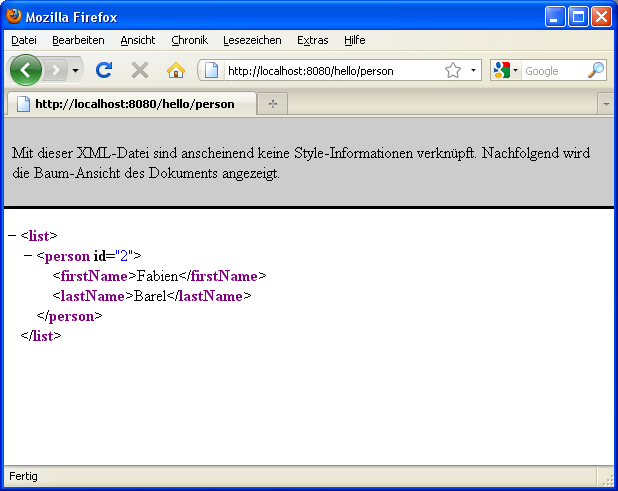 Mozilla Firefox
Datei Bearbeiten Ansicht Chronik Lesezeichen Extras Hilfe
http://localhost:8080/hello/person Google
http://localhost:8080/hello/person
Mit dieser XML-Datei sind anscheinend keine Style-Informationen verknüpft. Nachfolgend wird
die Baum-Ansicht des Dokuments angezeigt.
− <list>
− <person id="2">
<firstName>Fabien</firstName>
<lastName>Barel</lastName>
</person>
</list>
Fertig